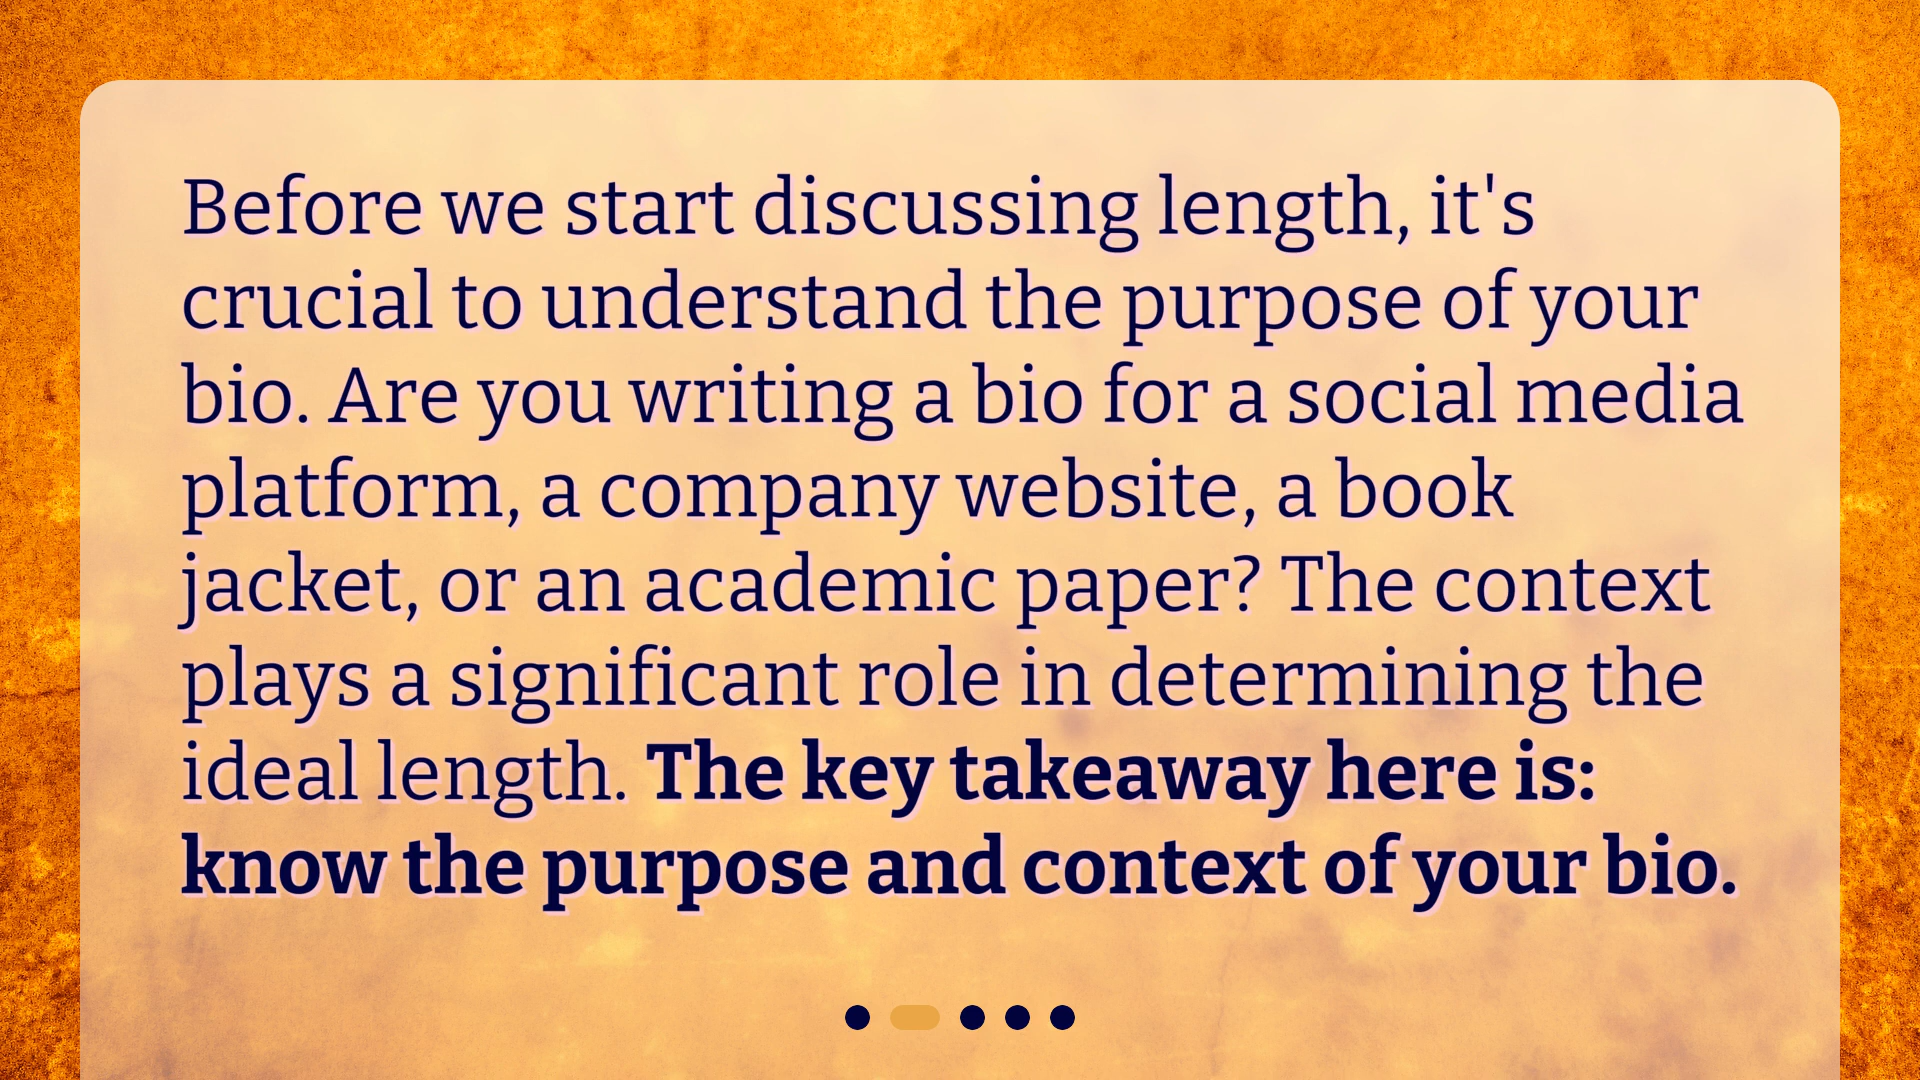 Before we start discussing length, it's
crucial to understand the purpose of your
bio. Are you writing a bio for a social media
platform, a company website, a book
jacket, or an academic paper? The context
plays a significant role in determining the
ideal length. The key takeaway here is:
know the purpose and context of your bio.